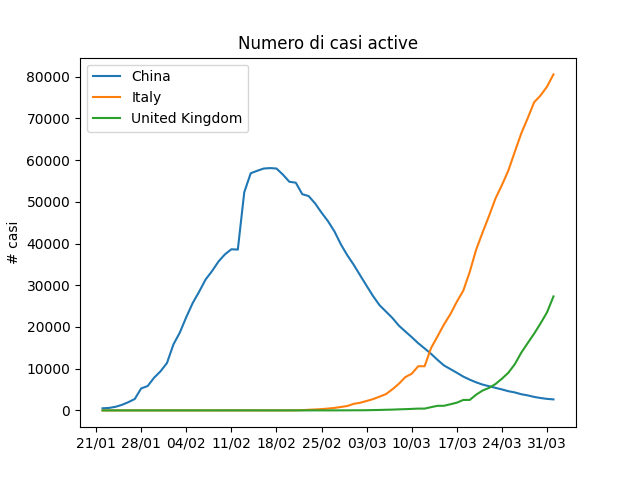 Numero di casi active
China
Italy
United Kingdom
# casi
80000
70000
60000
50000
40000
30000
20000
10000
0
21/01 28/01 04/02 11/02 18/02 25/02 03/03 10/03 17/03 24/03 31/03